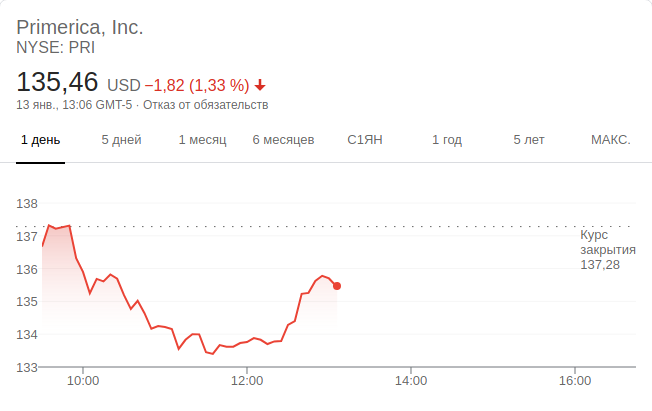 Primerica, Inc.
NYSE: PRI
135,46 USD −1,82 (1,33 %)
13 янв., 13:06 GMT-5 · Отказ от обязательств
1 день 5 дней 1 месяц 6 месяцев С1ЯН 1 год 5 лет МАКС.
138
137
136
135
134
133
Курс
закрытия
137,28
10:00 12:00 14:00 16:00